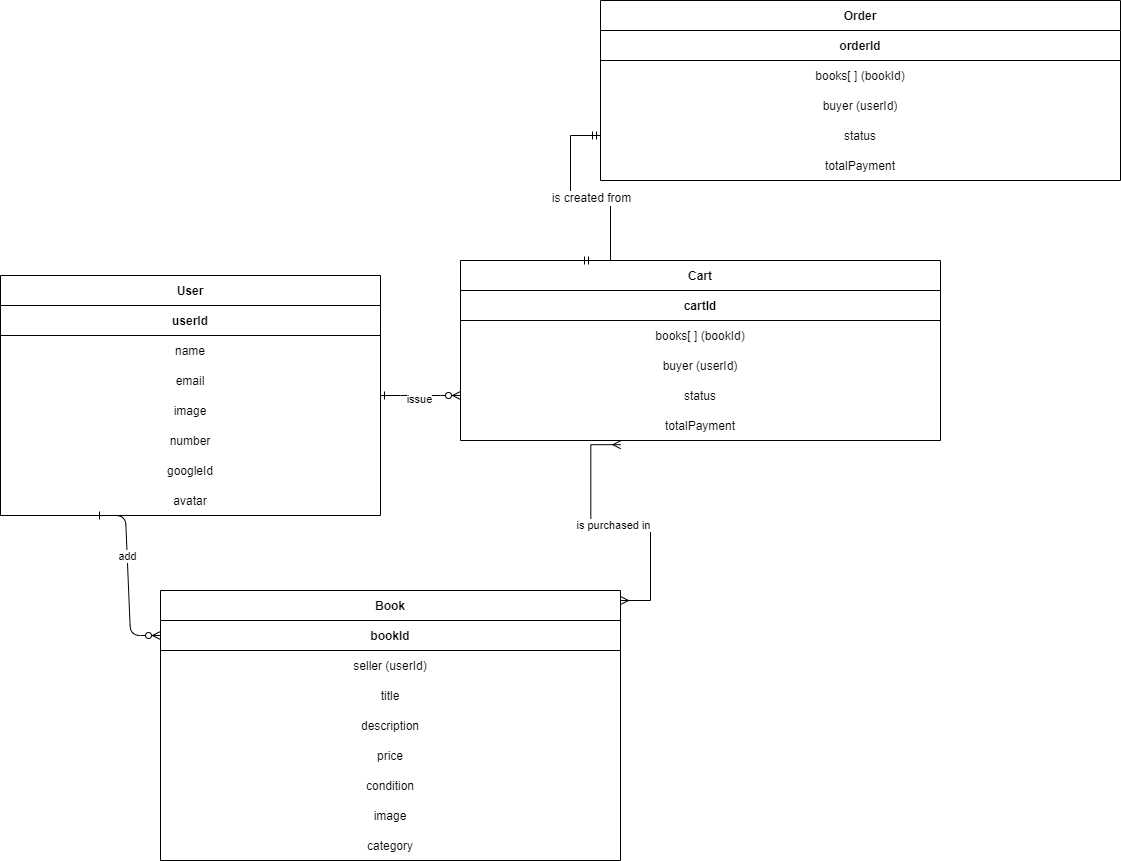 Order
orderId
books[ ] (bookId)
buyer (userId)
status
totalPayment
is created from
Cart
cartId
books[ ] (bookId)
buyer (userId)
status
totalPayment
User
userId
name
email
image
number
googleId
avatar
issue
is purchased in
add
Book
bookId
seller (userId)
title
description
price
condition
image
category